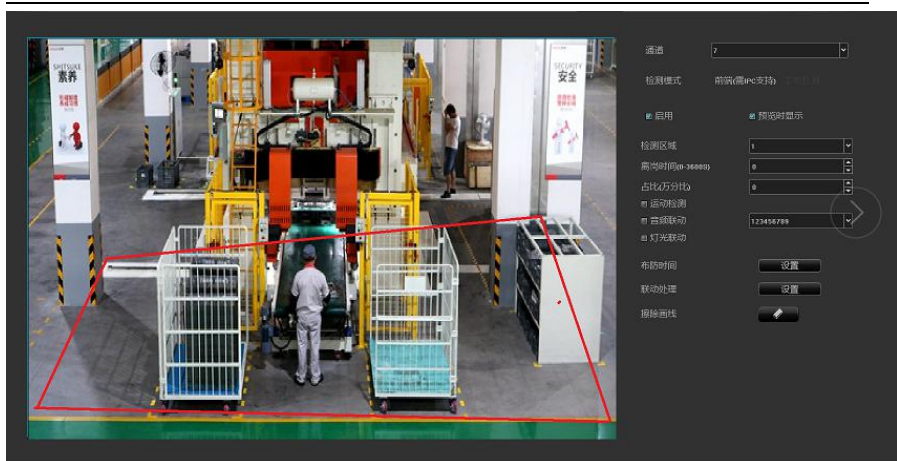 SHITSUKE
素养
SECURITY
安全
通道
7
检测模式
前端(需IPC支持)
启用
预览时显示
检测区域
1
离岗时间(0-3600S)
0
占比(万分比)
0
运动检测
音频联动
123456789
灯光联动
布防时间
设置
联动处理
设置
擦除画线